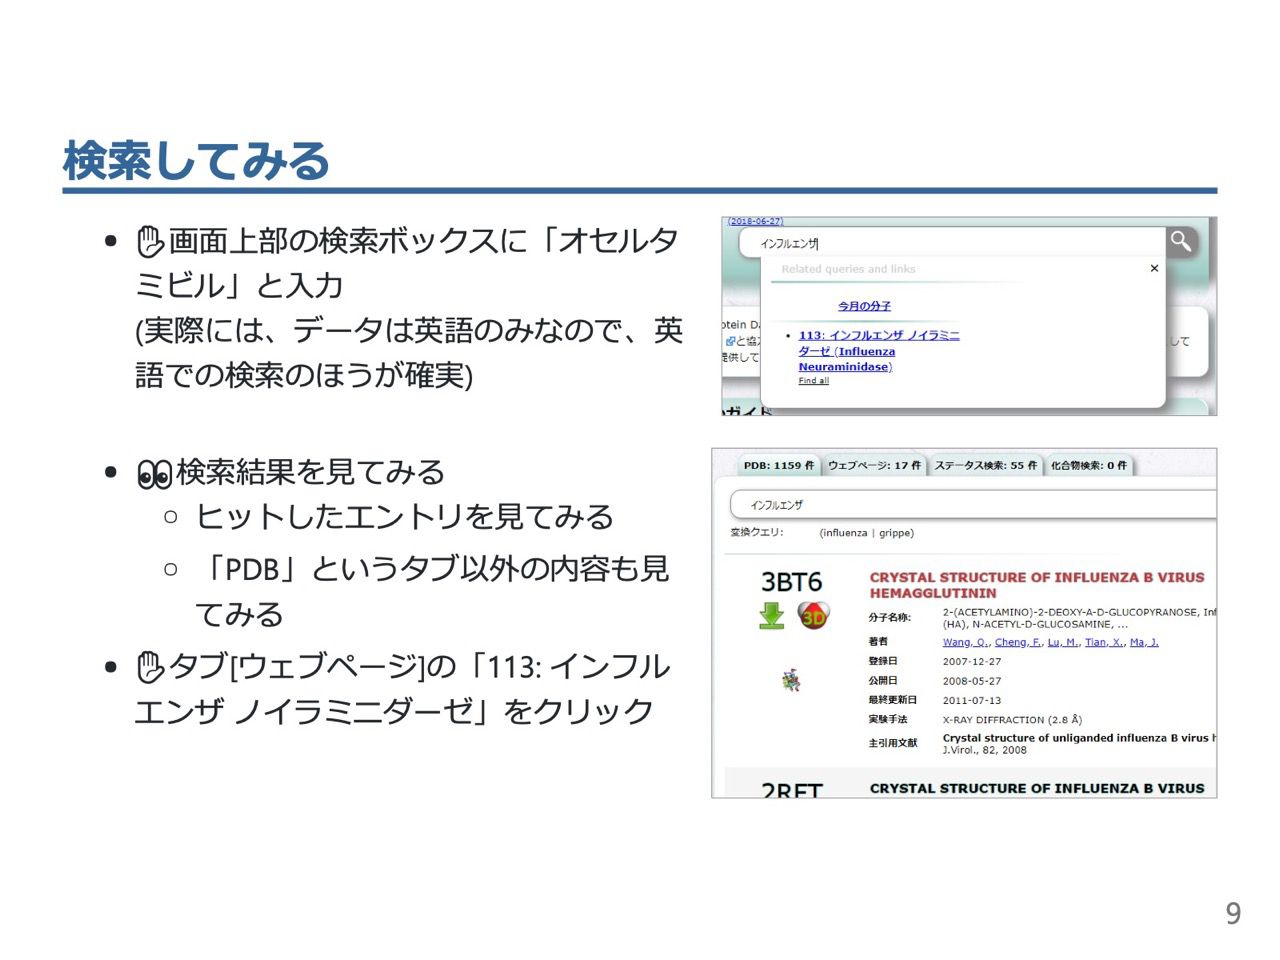 検索してみる
✋画面上部の検索ボックスに「オセルタ
ミビル」と入力
(実際には、データは英語のみなので、英
語での検索のほうが確実)
👀検索結果を見てみる
ヒットしたエントリを見てみる
「PDB」というタブ以外の内容も見
てみる
✋タブ[ウェブページ]の「113: インフル
エンザ ノイラミニダーゼ」をクリック
(2018-06-27)
インフルエンザ
Related queries and links
×
今月の分子
113: インフルエンザ ノイラミニ
ダーゼ (Influenza
Neuraminidase)
Find all
otein Da
と協
提供して
して
ガイド
PDB: 1159 件 ウェブページ: 17 件 ステータス検索: 55 件 化合物検索: 0 件
インフルエンザ
変換クエリ: (influenza | grippe)
3BT6
3D
CRYSTAL STRUCTURE OF INFLUENZA B VIRUS
HEMAGGLUTININ
分子名称: 2-(ACETYLAMINO)-2-DEOXY-A-D-GLUCOPYRANOSE, Inf
(HA), N-ACETYL-D-GLUCOSAMINE, ...
著者 Wang, Q., Cheng, F., Lu, M., Tian, X., Ma, J.
登録日 2007-12-27
公開日 2008-05-27
最終更新日 2011-07-13
実験手法 X-RAY DIFFRACTION (2.8 Å)
主引用文献 Crystal structure of unliganded influenza B virus h
J.Virol., 82, 2008
2RFT CRYSTAL STRUCTURE OF INFLUENZA B VIRUS
9